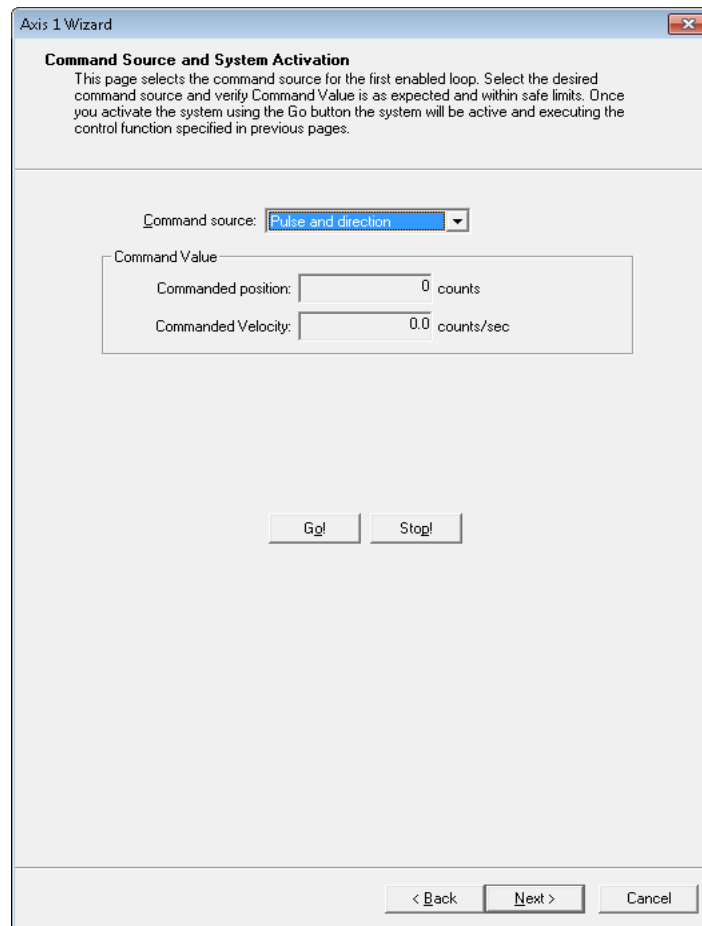 Axis 1 Wizard
Command Source and System Activation
This page selects the command source for the first enabled loop. Select the desired
command source and verify Command Value is as expected and within safe limits. Once
you activate the system using the Go button the system will be active and executing the
control function specified in previous pages.
Command source: Pulse and direction
Command Value
Commanded position: 0 counts
Commanded Velocity: 0.0 counts/sec
Go! Stop!
< Back Next > Cancel